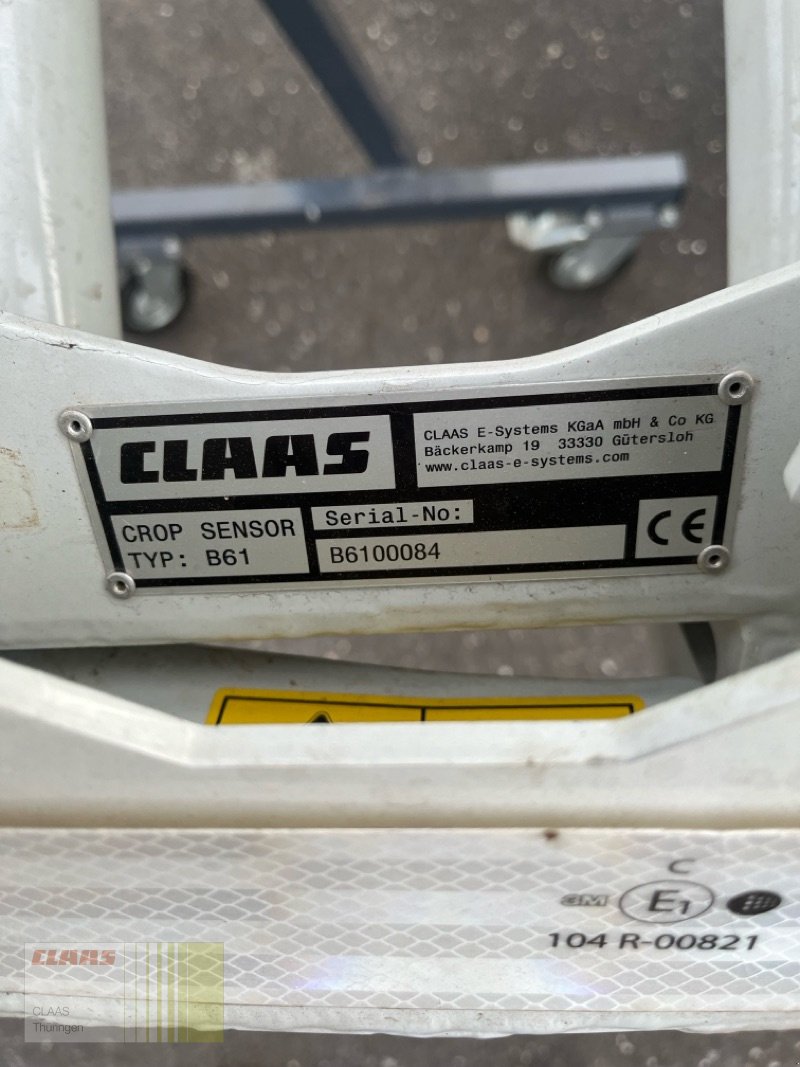 CLAAS
CLAAS E-Systems KGaA mbH & Co KG
Bäckerkamp 19 33330 Gütersloh
www.claas-e-systems.com
CROP SENSOR
TYP: B61
Serial-No:
B6100084
CE
C
3M E1
104 R-00821
CLAAS
CLAAS
Thüringen